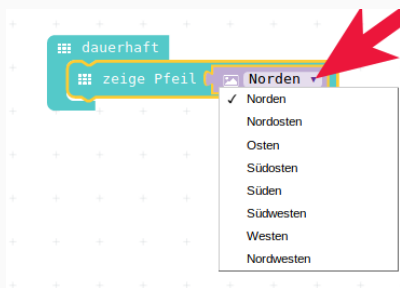 dauerhaft
zeige Pfeil Norden
Norden
Nordosten
Osten
Südosten
Süden
Südwesten
Westen
Nordwesten